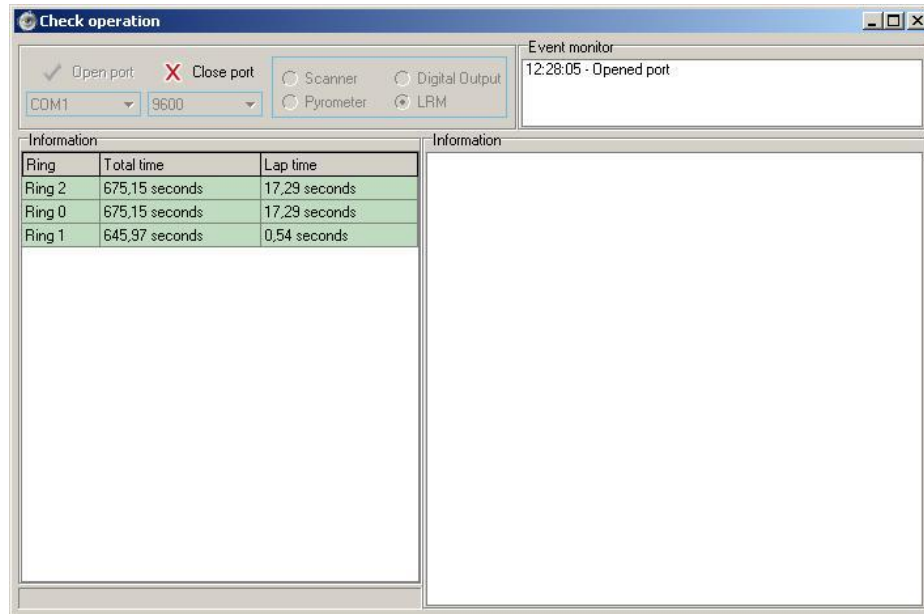 Check operation
Open port
Close port
COM1
9600
Scanner
Digital Output
Pyrometer
LRM
Event monitor
12:28:05 - Opened port
Information
Ring Total time Lap time
Ring 2 675,15 seconds 17,29 seconds
Ring 0 675,15 seconds 17,29 seconds
Ring 1 645,97 seconds 0,54 seconds
Information